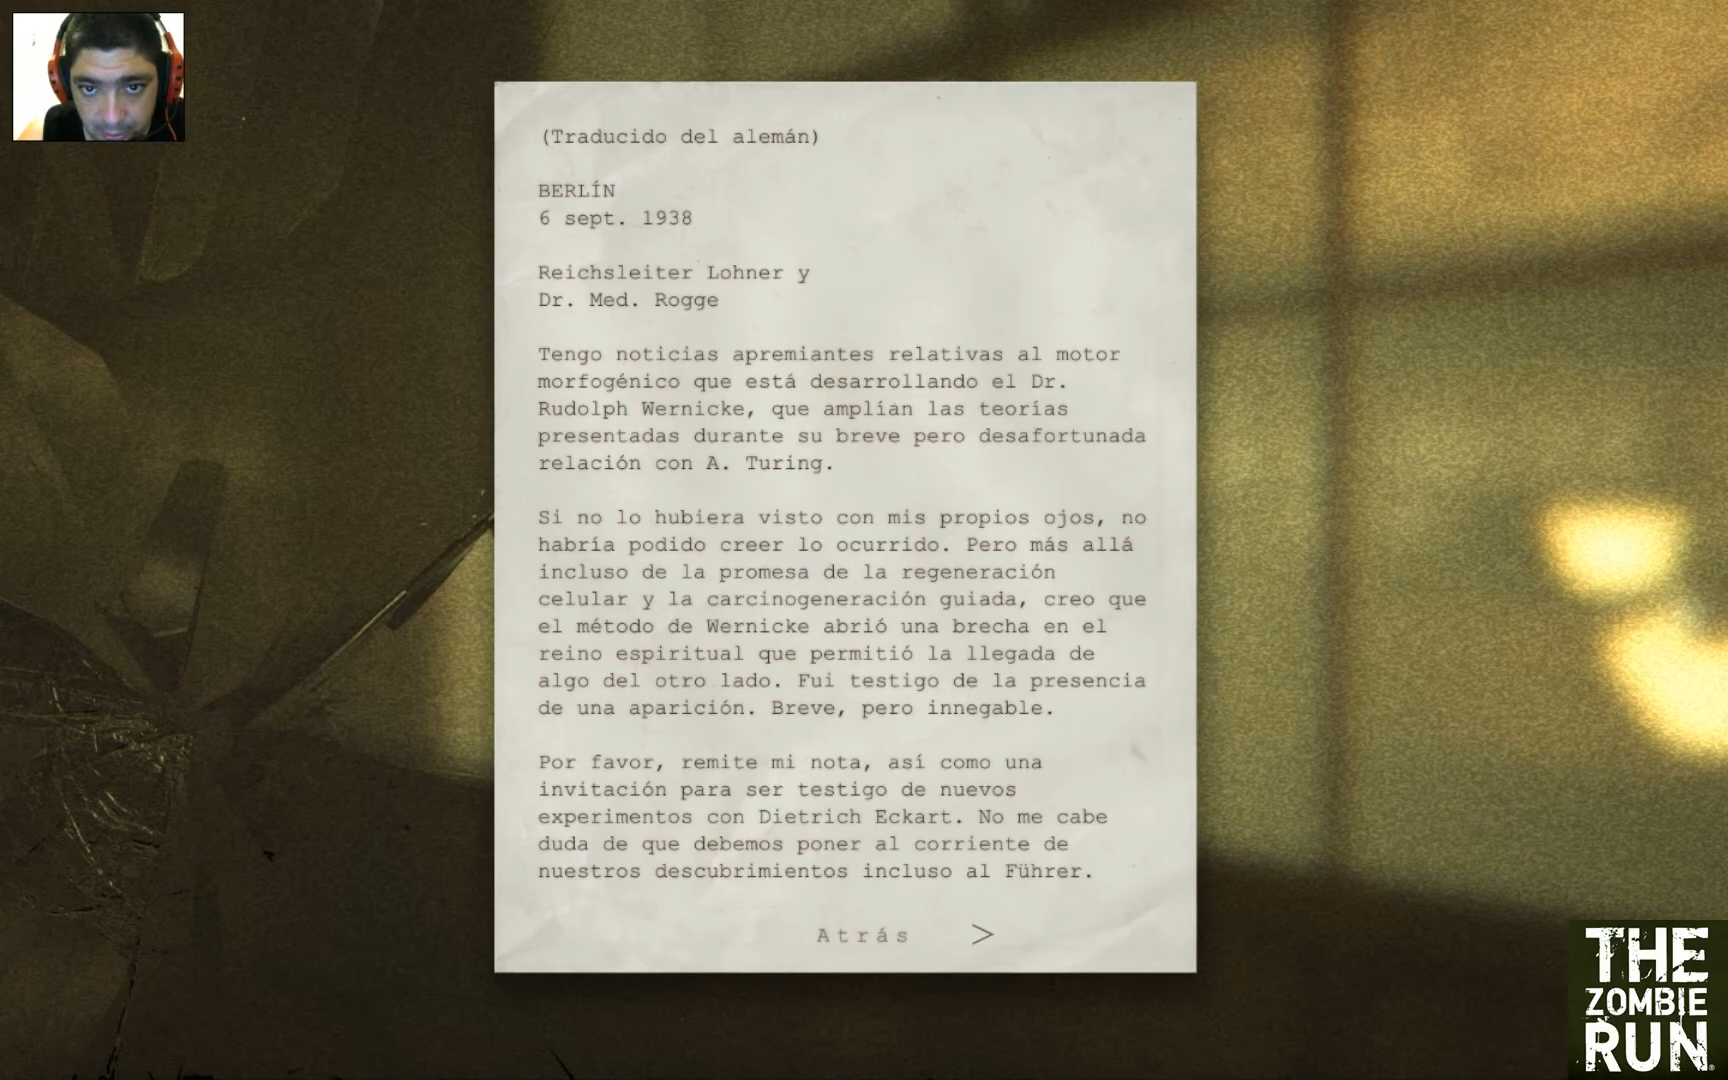 (Traducido del alemán)
BERLÍN
6 sept. 1938
Reichsleiter Lohner y
Dr. Med. Rogge
Tengo noticias apremiantes relativas al motor
morfogénico que está desarrollando el Dr.
Rudolph Wernicke, que amplían las teorías
presentadas durante su breve pero desafortunada
relación con A. Turing.
Si no lo hubiera visto con mis propios ojos, no
habría podido creer lo ocurrido. Pero más allá
incluso de la promesa de la regeneración
celular y la carcinogeneración guiada, creo que
el método de Wernicke abrió una brecha en el
reino espiritual que permitió la llegada de
algo del otro lado. Fui testigo de la presencia
de una aparición. Breve, pero innegable.
Por favor, remite mi nota, así como una
invitación para ser testigo de nuevos
experimentos con Dietrich Eckart. No me cabe
duda de que debemos poner al corriente de
nuestros descubrimientos incluso al Führer.
Atrás >
THE
ZOMBIE
RUN